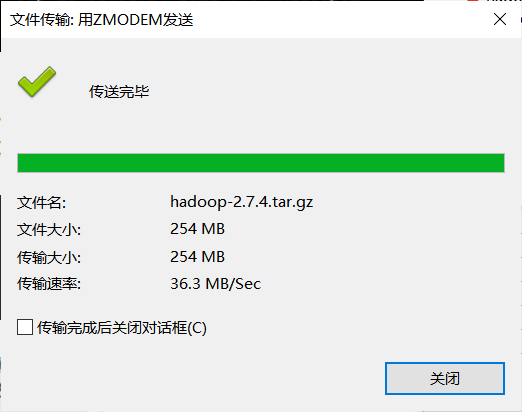 文件传输: 用ZMODEM发送
传送完毕
文件名: hadoop-2.7.4.tar.gz
文件大小: 254 MB
传输大小: 254 MB
传输速率: 36.3 MB/Sec
传输完成后关闭对话框(C)
关闭